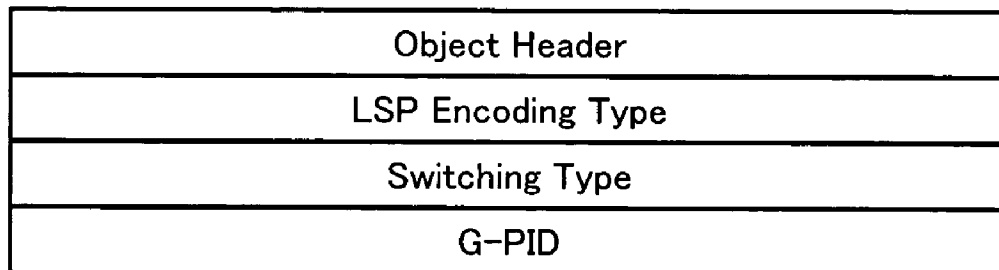 Object Header
LSP Encoding Type
Switching Type
G-PID